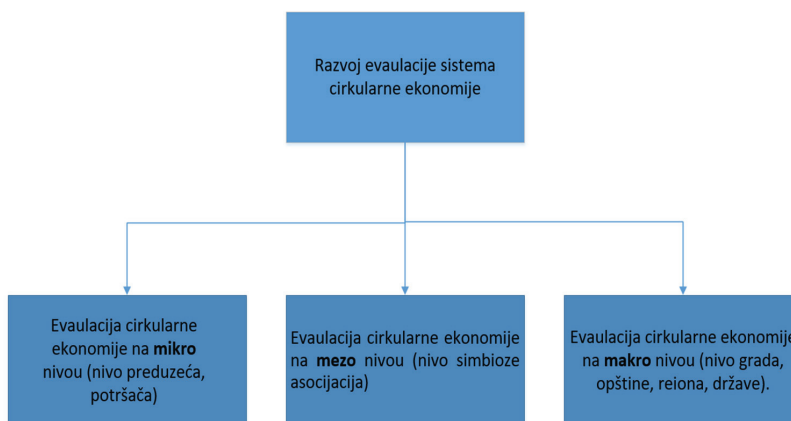 Razvoj evaulacije sistema
cirkularne ekonomije
Evaulacija cirkularne
ekonomije na mikro
nivou (nivo preduzeća,
potršača)
Evaulacija cirkularne ekonomije
na mezo nivou (nivo simbioze
asocijacija)
Evaulacija cirkularne ekonomije
na makro nivou (nivo grada,
opštine, reiona, države).